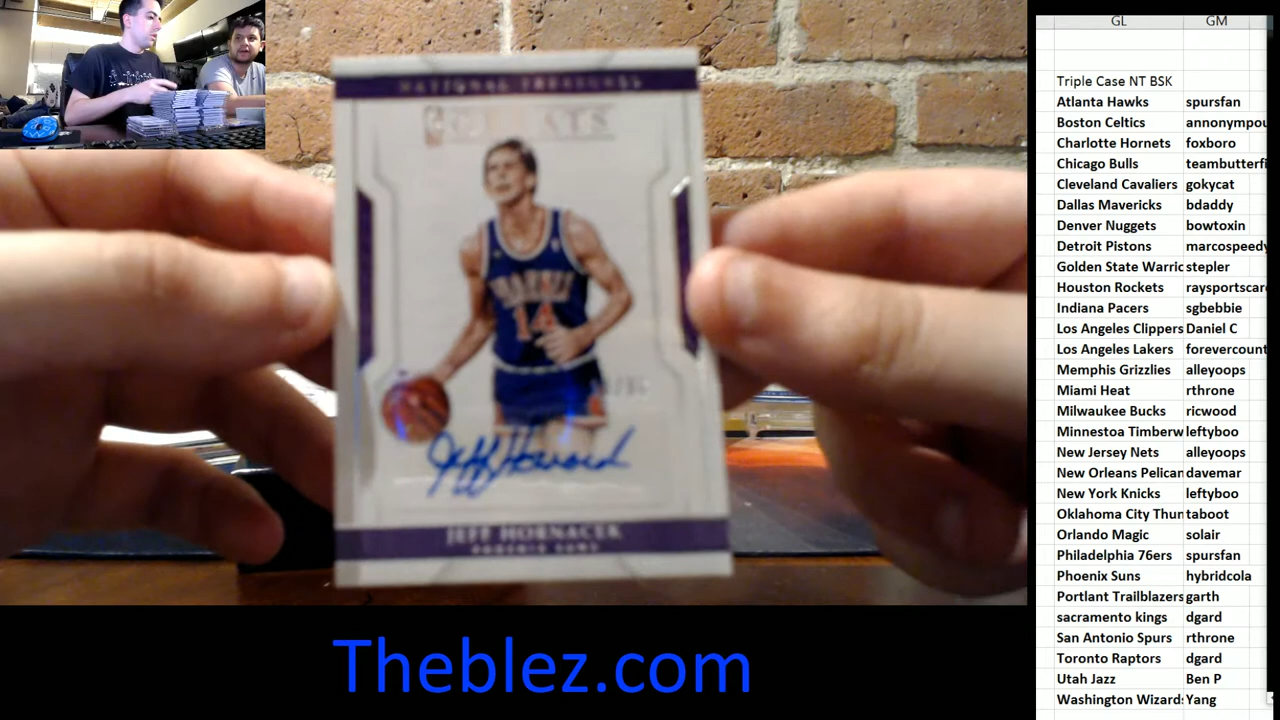 NATIONAL TREASURES
14
Jeff Hornacek
JEFF HORNACEK
PHOENIX SUNS
Theblez.com
GL GM
Triple Case NT BSK
Atlanta Hawks spursfan
Boston Celtics annonympou
Charlotte Hornets foxboro
Chicago Bulls teambutterfi
Cleveland Cavaliers gokycat
Dallas Mavericks bdaddy
Denver Nuggets bowtoxin
Detroit Pistons marcospeedy
Golden State Warric stepler
Houston Rockets raysportscar
Indiana Pacers sgbebbie
Los Angeles Clippers Daniel C
Los Angeles Lakers forevercount
Memphis Grizzlies alleyoops
Miami Heat rthrone
Milwaukee Bucks ricwood
Minnestoa Timberw leftyboo
New Jersey Nets alleyoops
New Orleans Pelican davemar
New York Knicks leftyboo
Oklahoma City Thun taboot
Orlando Magic solair
Philadelphia 76ers spursfan
Phoenix Suns hybridcola
Portlant Trailblazers garth
sacramento kings dgard
San Antonio Spurs rthrone
Toronto Raptors dgard
Utah Jazz Ben P
Washington Wizard Yang